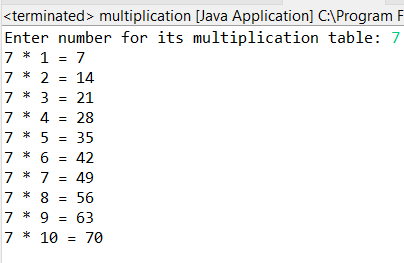 <terminated> multiplication [Java Application] C:\Program F
Enter number for its multiplication table: 7
7 * 1 = 7
7 * 2 = 14
7 * 3 = 21
7 * 4 = 28
7 * 5 = 35
7 * 6 = 42
7 * 7 = 49
7 * 8 = 56
7 * 9 = 63
7 * 10 = 70